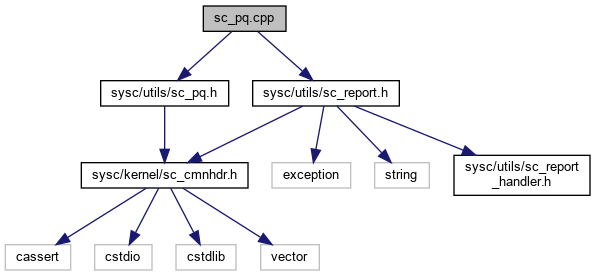 sc_pq.cpp
sysc/utils/sc_pq.h
sysc/utils/sc_report.h
sysc/kernel/sc_cmnhdr.h
exception
string
sysc/utils/sc_report
_handler.h
cassert
cstdio
cstdlib
vector